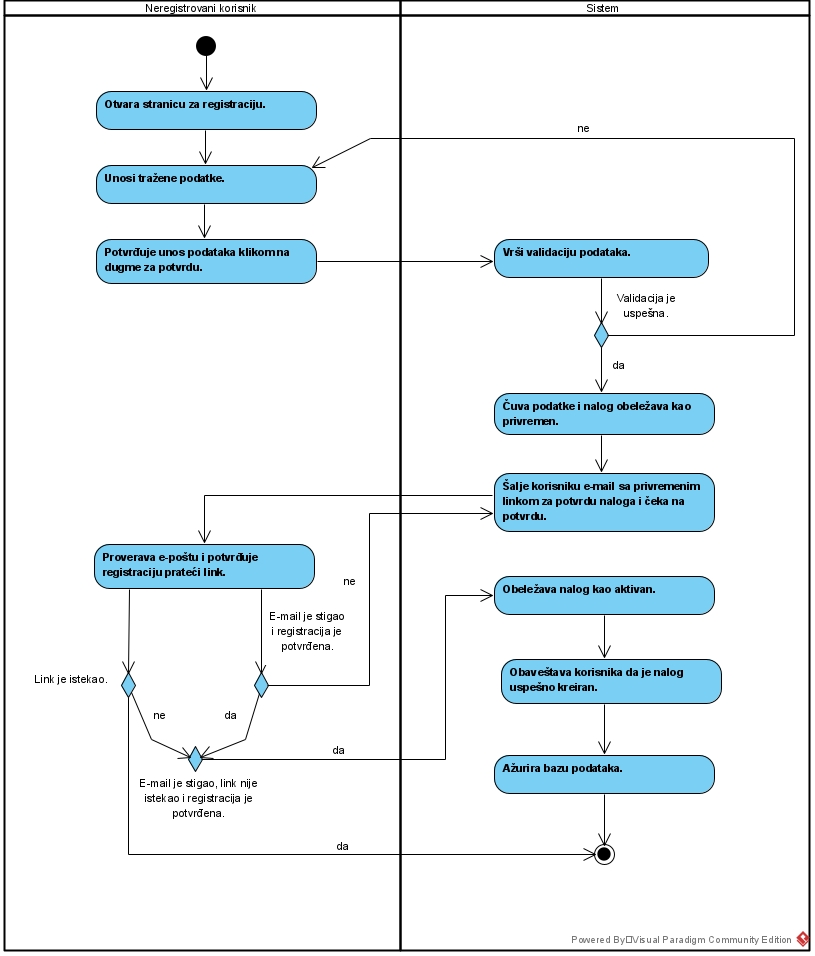 Neregistrovani korisnik
Sistem
Otvara stranicu za registraciju.
ne
Unosi tražene podatke.
Potvrđuje unos podataka klikom na
dugme za potvrdu.
Vrši validaciju podataka.
Validacija je
uspešna.
da
Čuva podatke i nalog obeležava kao
privremen.
Šalje korisniku e-mail sa privremenim
linkom za potvrdu naloga i čeka na
potvrdu.
Proverava e-poštu i potvrđuje
registraciju prateći link.
ne
Obeležava nalog kao aktivan.
E-mail je stigao
i registracija je
potvrđena.
Link je istekao.
Obaveštava korisnika da je nalog
uspešno kreiran.
ne
da
da
E-mail je stigao, link nije
istekao i registracija je
potvrđena.
Ažurira bazu podataka.
da
Powered By Visual Paradigm Community Edition